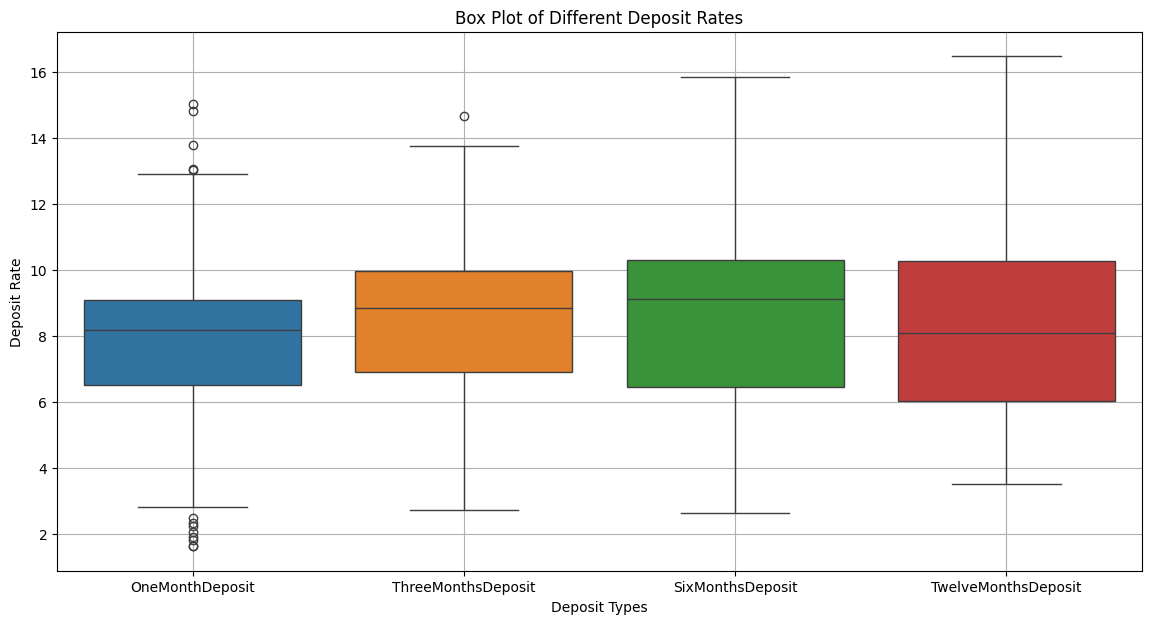 Box Plot of Different Deposit Rates
16
14
12
10
8
6
4
2
Deposit Rate
OneMonthDeposit
ThreeMonthsDeposit
SixMonthsDeposit
TwelveMonthsDeposit
Deposit Types